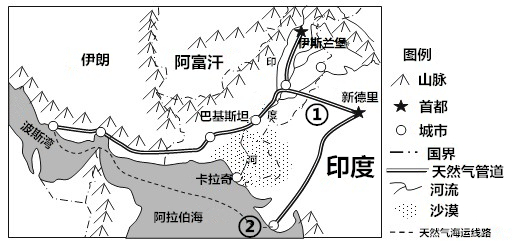 伊斯兰堡
伊朗
阿富汗
印
新德里
巴基斯坦
度
①
波斯湾
河
印度
卡拉奇
阿拉伯海
②
图例
山脉
首都
城市
国界
天然气管道
河流
沙漠
天然气海运线路